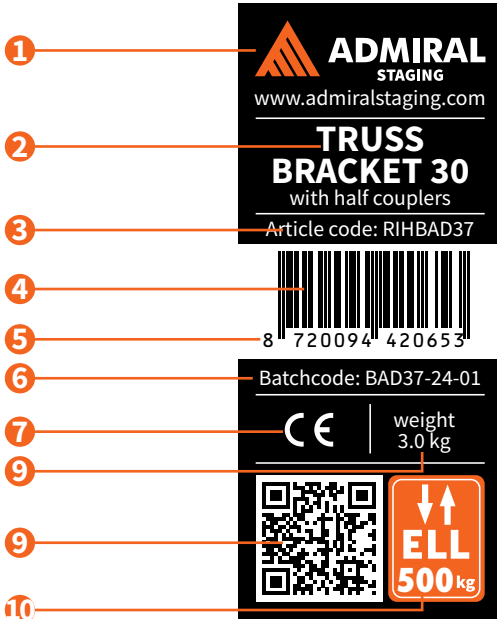 1
ADMIRAL
STAGING
www.admiralstaging.com
2
TRUSS
BRACKET 30
with half couplers
3
Article code: RIHBAD37
4
5
8 720094 420653
6
Batchcode: BAD37-24-01
7
CE
weight
3.0 kg
9
9
ELL
500 kg
10